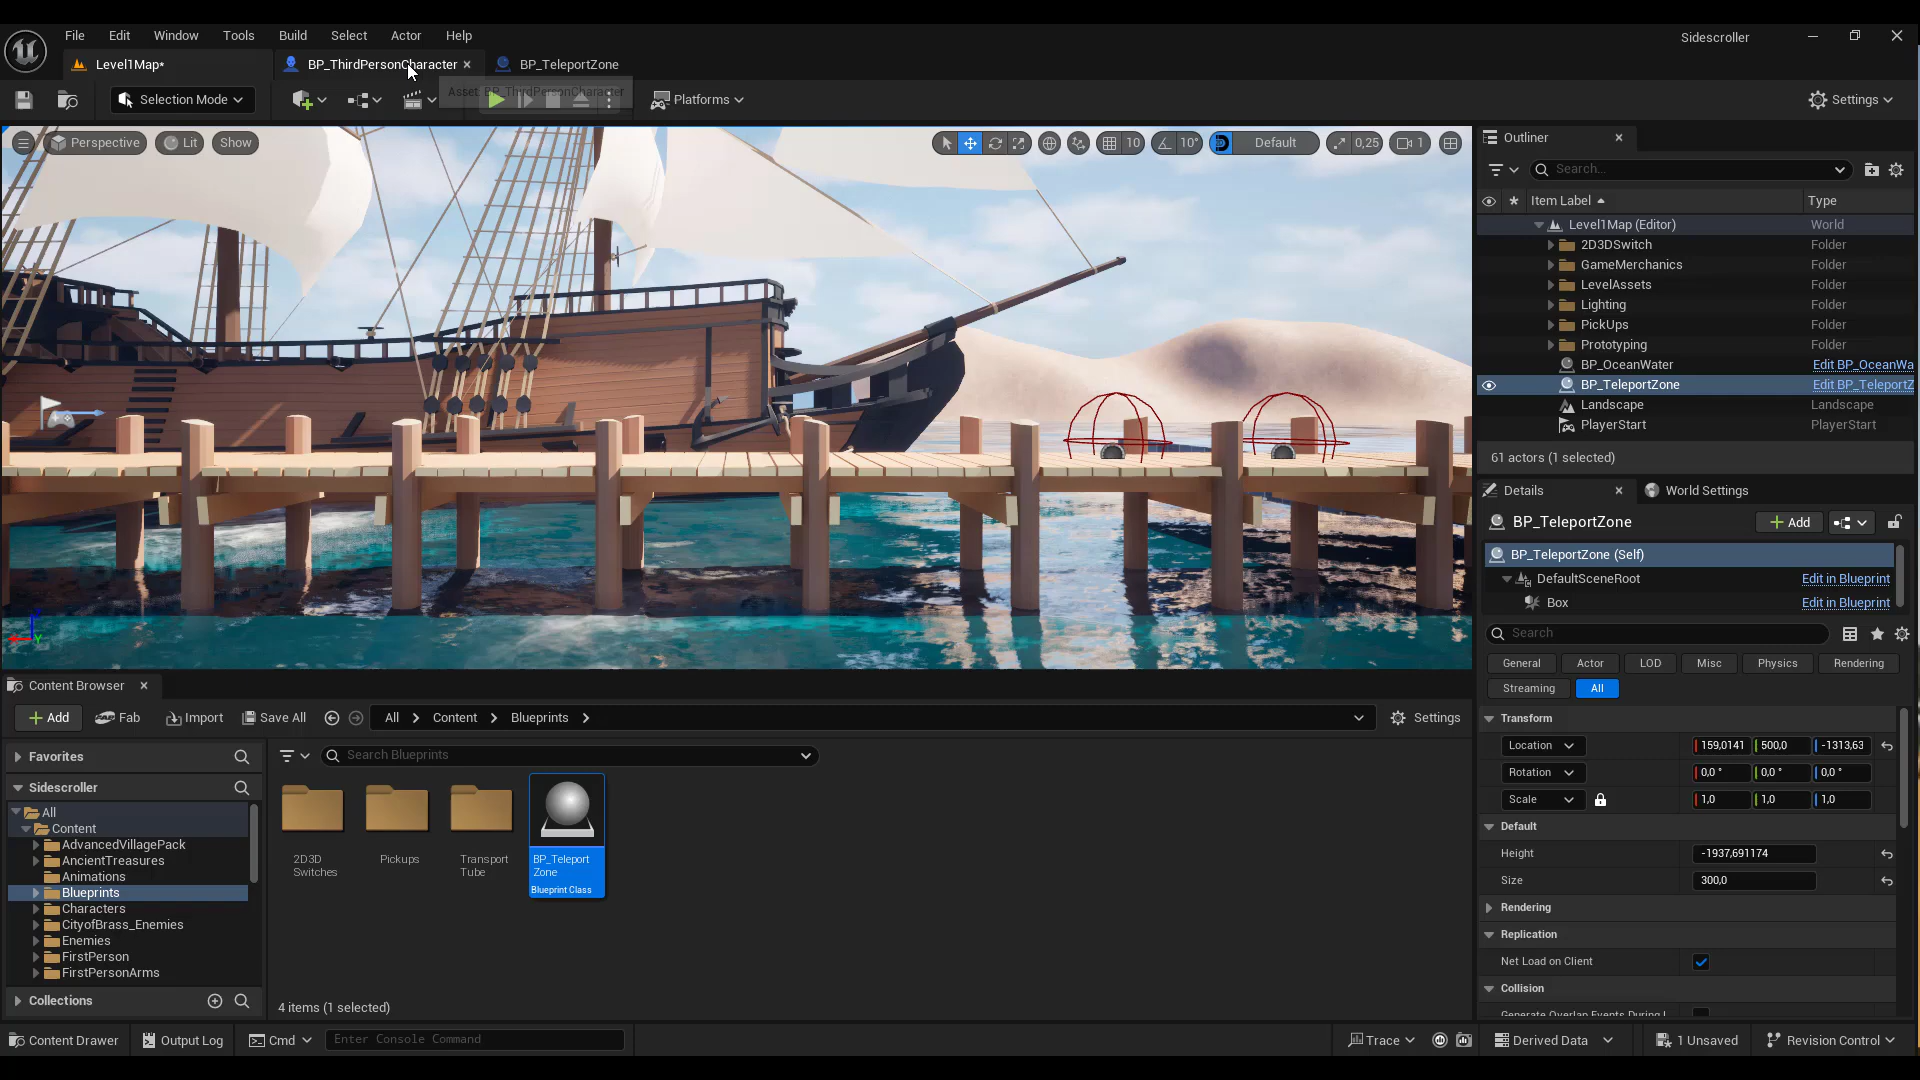 File Edit Window Tools Build Select Actor Help
Sidescroller
Level1Map* BP_ThirdPersonCharacter BP_TeleportZone
Selection Mode Asset: BP_ThirdPersonCharacter Platforms Settings
Perspective Lit Show 10 10° Default 0,25 1
Outliner
Search...
Item Label Type
Level1Map (Editor) World
2D3DSwitch Folder
GameMerchanics Folder
LevelAssets Folder
Lighting Folder
PickUps Folder
Prototyping Folder
BP_OceanWater Edit BP_OceanWa
BP_TeleportZone Edit BP_TeleportZ
Landscape Landscape
PlayerStart PlayerStart
61 actors (1 selected)
Details World Settings
BP_TeleportZone Add
BP_TeleportZone (Self)
DefaultSceneRoot Edit in Blueprint
Box Edit in Blueprint
Search
General Actor LOD Misc Physics Rendering
Streaming All
Transform
Location 159,0141 500,0 -1313,63
Rotation 0,0 ° 0,0 ° 0,0 °
Scale 1,0 1,0 1,0
Default
Height -1937,691174
Size 300,0
Rendering
Replication
Net Load on Client
Collision
Generate Overlap Events During L
Content Browser
Add Fab Import Save All All Content Blueprints Settings
Favorites Search Blueprints
Sidescroller
All
Content
AdvancedVillagePack
AncientTreasures
Animations
Blueprints
Characters
CityofBrass_Enemies
Enemies
FirstPerson
FirstPersonArms
Collections
2D3D
Switches
Pickups
Transport
Tube
BP_Teleport
Zone
Blueprint Class
4 items (1 selected)
Content Drawer Output Log Cmd Enter Console Command Trace Derived Data 1 Unsaved Revision Control